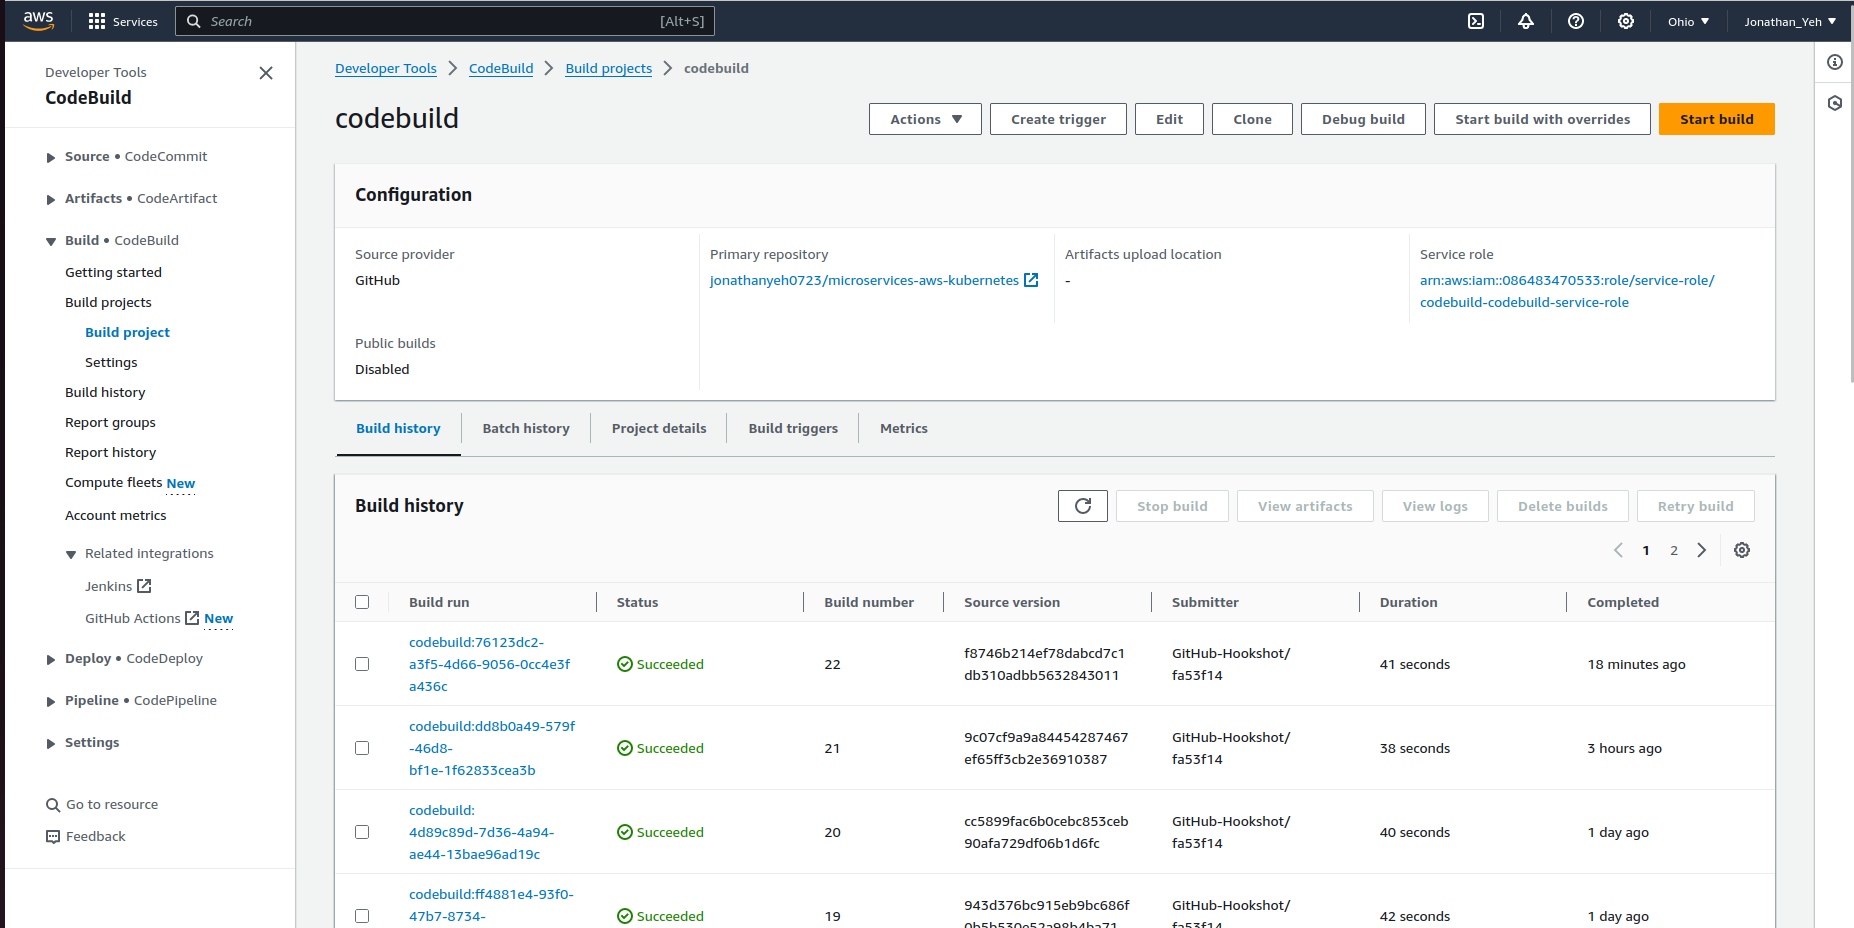 aws
Services
Search
[Alt+S]
Ohio
Jonathan_Yeh
Developer Tools
CodeBuild
Source • CodeCommit
Artifacts • CodeArtifact
Build • CodeBuild
Getting started
Build projects
Build project
Settings
Build history
Report groups
Report history
Compute fleets New
Account metrics
Related integrations
Jenkins
GitHub Actions New
Deploy • CodeDeploy
Pipeline • CodePipeline
Settings
Go to resource
Feedback
Developer Tools
CodeBuild
Build projects
codebuild
codebuild
Actions
Create trigger
Edit
Clone
Debug build
Start build with overrides
Start build
Configuration
Source provider
GitHub
Primary repository
jonathanyeh0723/microservices-aws-kubernetes
Artifacts upload location
-
Service role
arn:aws:iam::086483470533:role/service-role/
codebuild-codebuild-service-role
Public builds
Disabled
Build history
Batch history
Project details
Build triggers
Metrics
Build history
Stop build
View artifacts
View logs
Delete builds
Retry build
1
2
Build run
Status
Build number
Source version
Submitter
Duration
Completed
codebuild:76123dc2-
a3f5-4d66-9056-0cc4e3f
a436c
Succeeded
22
f8746b214ef78dabcd7c1
db310adbb5632843011
GitHub-Hookshot/
fa53f14
41 seconds
18 minutes ago
codebuild:dd8b0a49-579f
-46d8-
bf1e-1f62833cea3b
Succeeded
21
9c07cf9a9a84454287467
ef65ff3cb2e36910387
GitHub-Hookshot/
fa53f14
38 seconds
3 hours ago
codebuild:
4d89c89d-7d36-4a94-
ae44-13bae96ad19c
Succeeded
20
cc5899fac6b0cebc853ceb
90afa729df06b1d6fc
GitHub-Hookshot/
fa53f14
40 seconds
1 day ago
codebuild:ff4881e4-93f0-
47b7-8734-
Succeeded
19
943d376bc915eb9bc686f
0b5b530e52a98b4ba71
GitHub-Hookshot/
fa53f14
42 seconds
1 day ago